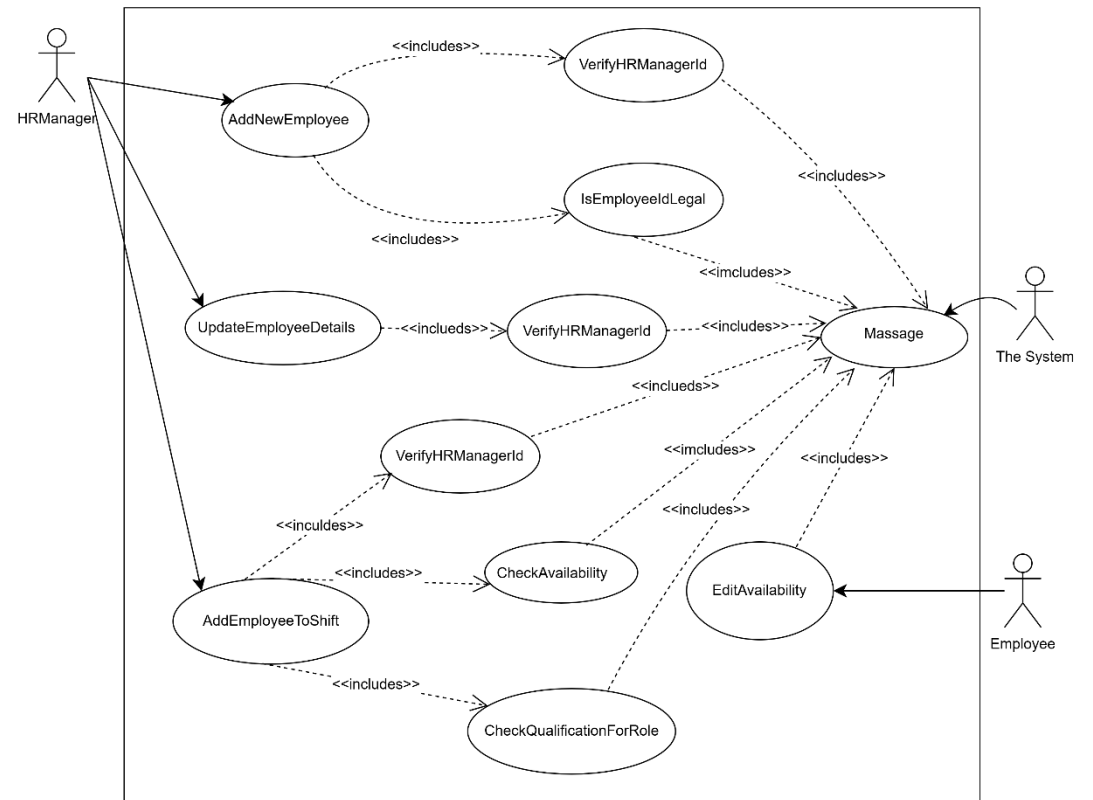 <<includes>>
VerifyHRManagerId
HRManager
AddNewEmployee
<<includes>>
IsEmployeeIdLegal
<<includes>>
<<imcludes>>
UpdateEmployeeDetails
<<inclueds>>
VerifyHRManagerId
<<includes>>
Massage
The System
<<inclueds>>
VerifyHRManagerId
<<imcludes>>
<<includes>>
<<inculdes>>
<<includes>>
<<includes>>
CheckAvailability
EditAvailability
AddEmployeeToShift
Employee
<<includes>>
CheckQualificationForRole